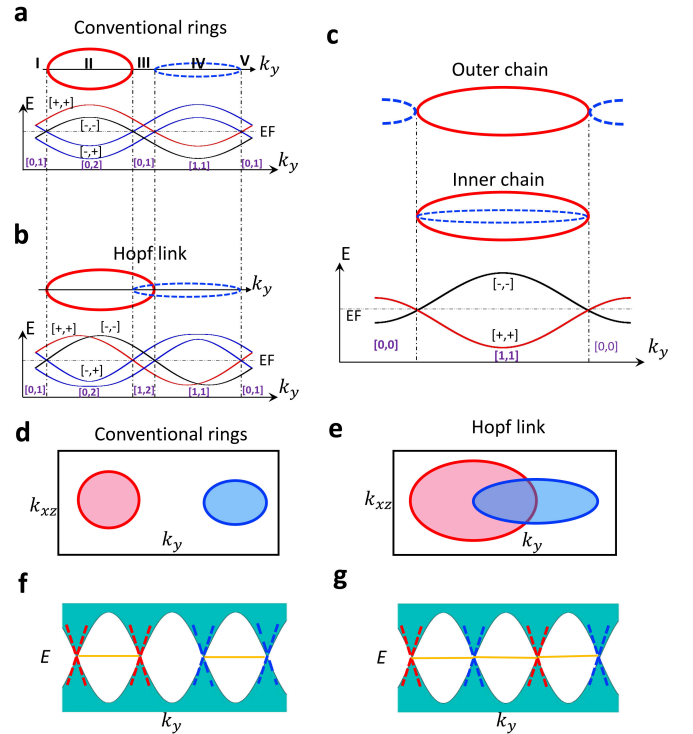 a
Conventional rings
I II III IV V k_y
E
[+,+]
[-,-]
[-,+]
EF
[0,1] [0,2] [0,1] [1,1] [0,1]
k_y
b
Hopf link
k_y
E
[+,+] [-,-]
[-,+]
EF
[0,1] [0,2] [1,2] [1,1] [0,1]
k_y
c
Outer chain
Inner chain
E
[-,-]
EF
[+,+]
[0,0] [1,1] [0,0]
k_y
d
Conventional rings
k_xz
k_y
e
Hopf link
k_xz
k_y
f
E
k_y
g
E
k_y